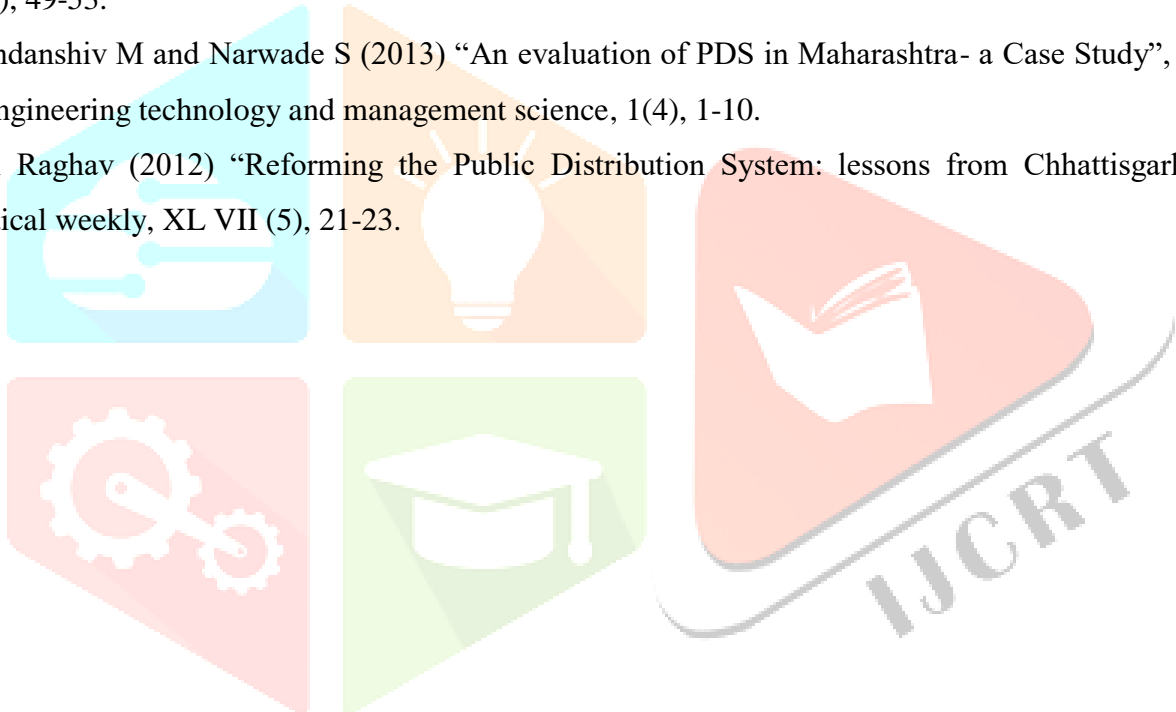 ), 49-53.
ndanshiv M and Narwade S (2013) “An evaluation of PDS in Maharashtra- a Case Study”,
ngineering technology and management science, 1(4), 1-10.
Raghav (2012) “Reforming the Public Distribution System: lessons from Chhattisgarh
tical weekly, XL VII (5), 21-23.
IJCRT